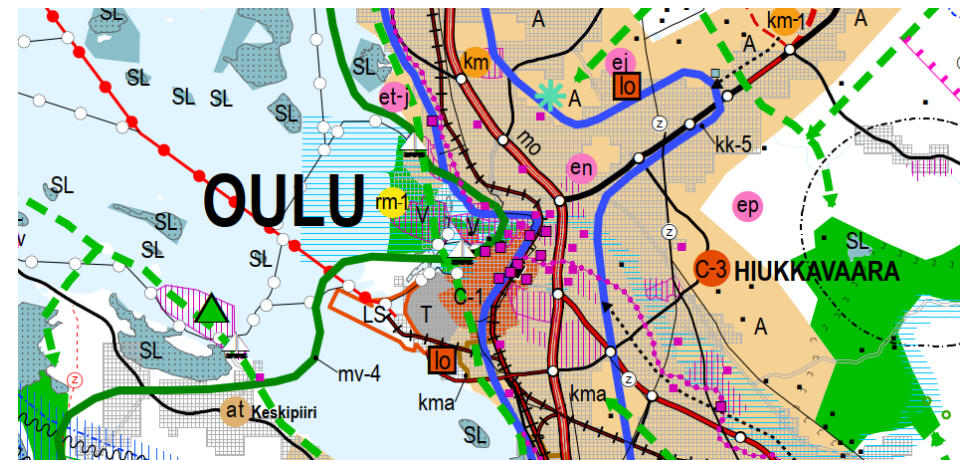 SL
A
km-1
A
km
ej
lo
A
A
SL
et-j
SL
SL
SL
z
mo
kk-5
en
SL
OULU
rm-1
V
V
ep
v
SL
SL
z
SL
C-3 HIUKKAVAARA
C-1
LS
T
A
SL
lo
mv-4
z
z
kma
kma
at Keskipiiri
SL